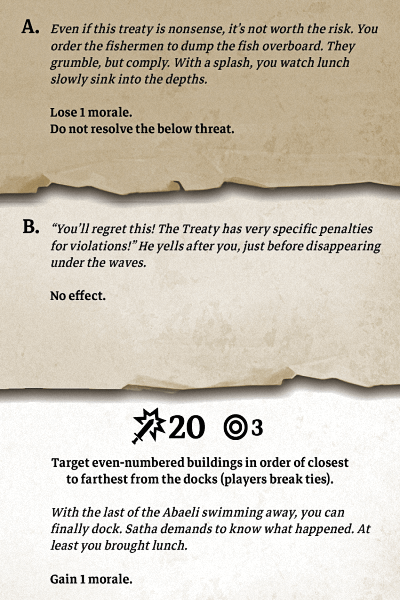 A. Even if this treaty is nonsense, it's not worth the risk. You
order the fishermen to dump the fish overboard. They
grumble, but comply. With a splash, you watch lunch
slowly sink into the depths.
Lose 1 morale.
Do not resolve the below threat.
B. “You'll regret this! The Treaty has very specific penalties
for violations!” He yells after you, just before disappearing
under the waves.
No effect.
20 3
Target even-numbered buildings in order of closest
to farthest from the docks (players break ties).
With the last of the Abaeli swimming away, you can
finally dock. Satha demands to know what happened. At
least you brought lunch.
Gain 1 morale.